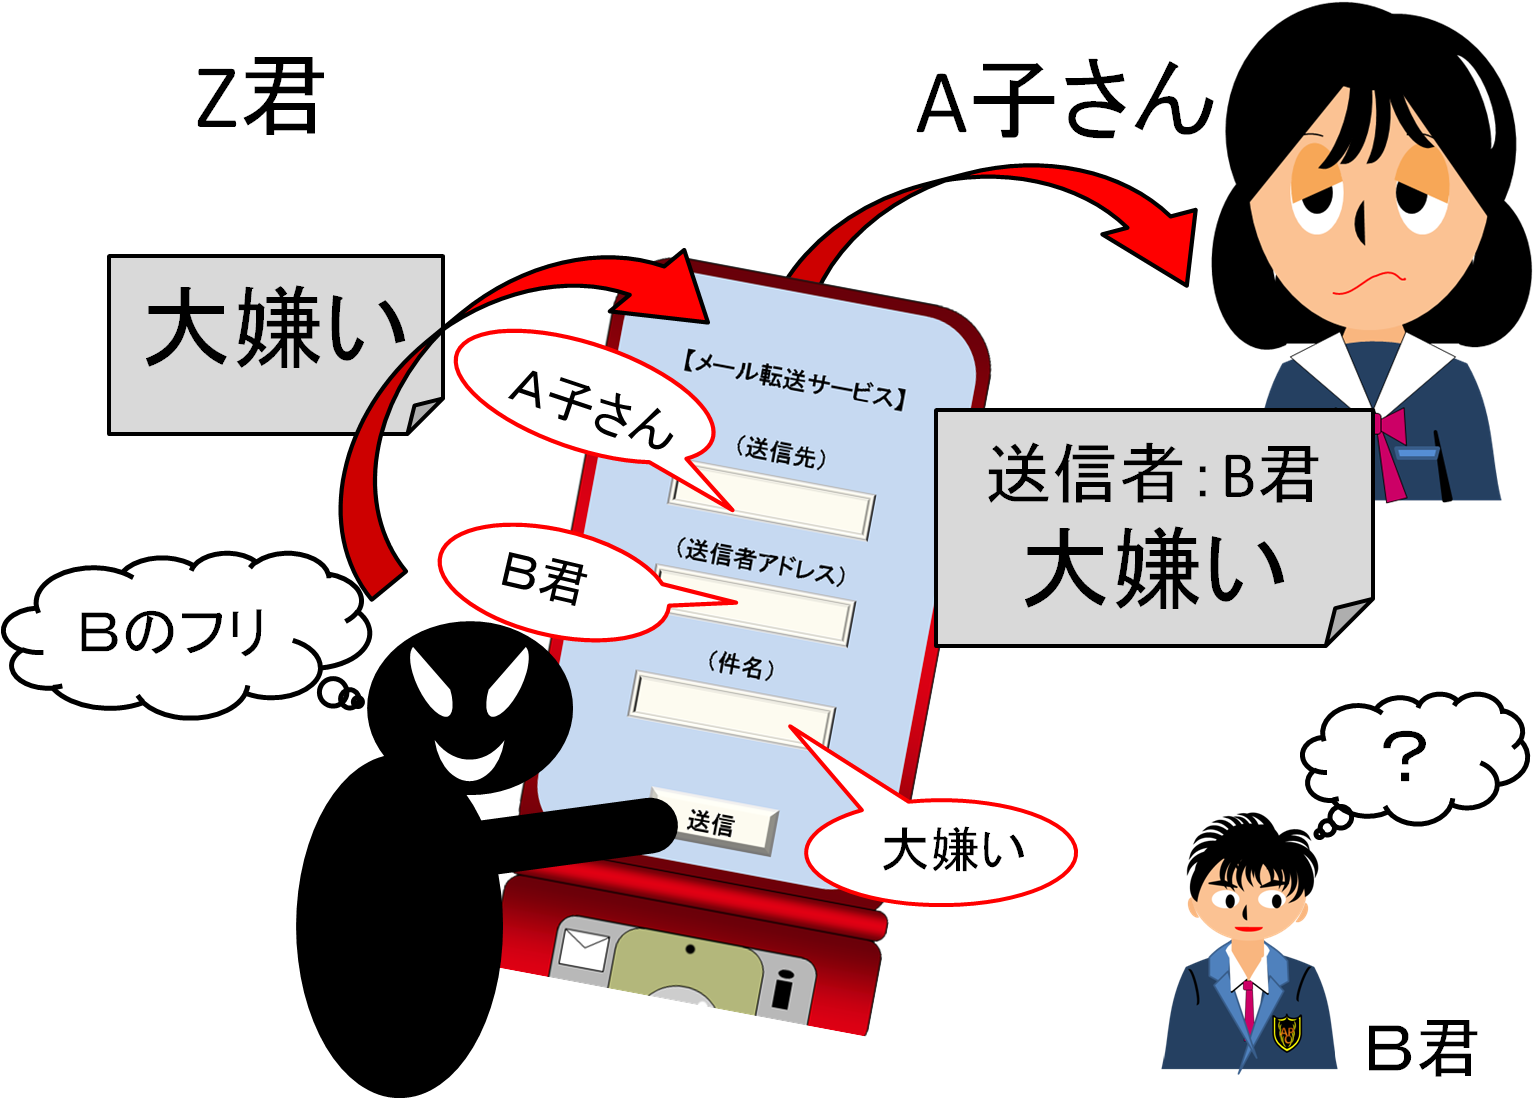 Z君
A子さん
大嫌い
【メール転送サービス】
A子さん
(送信先)
送信者:B君
大嫌い
(送信者アドレス)
B君
Bのフリ
(件名)
?
送信
大嫌い
B君